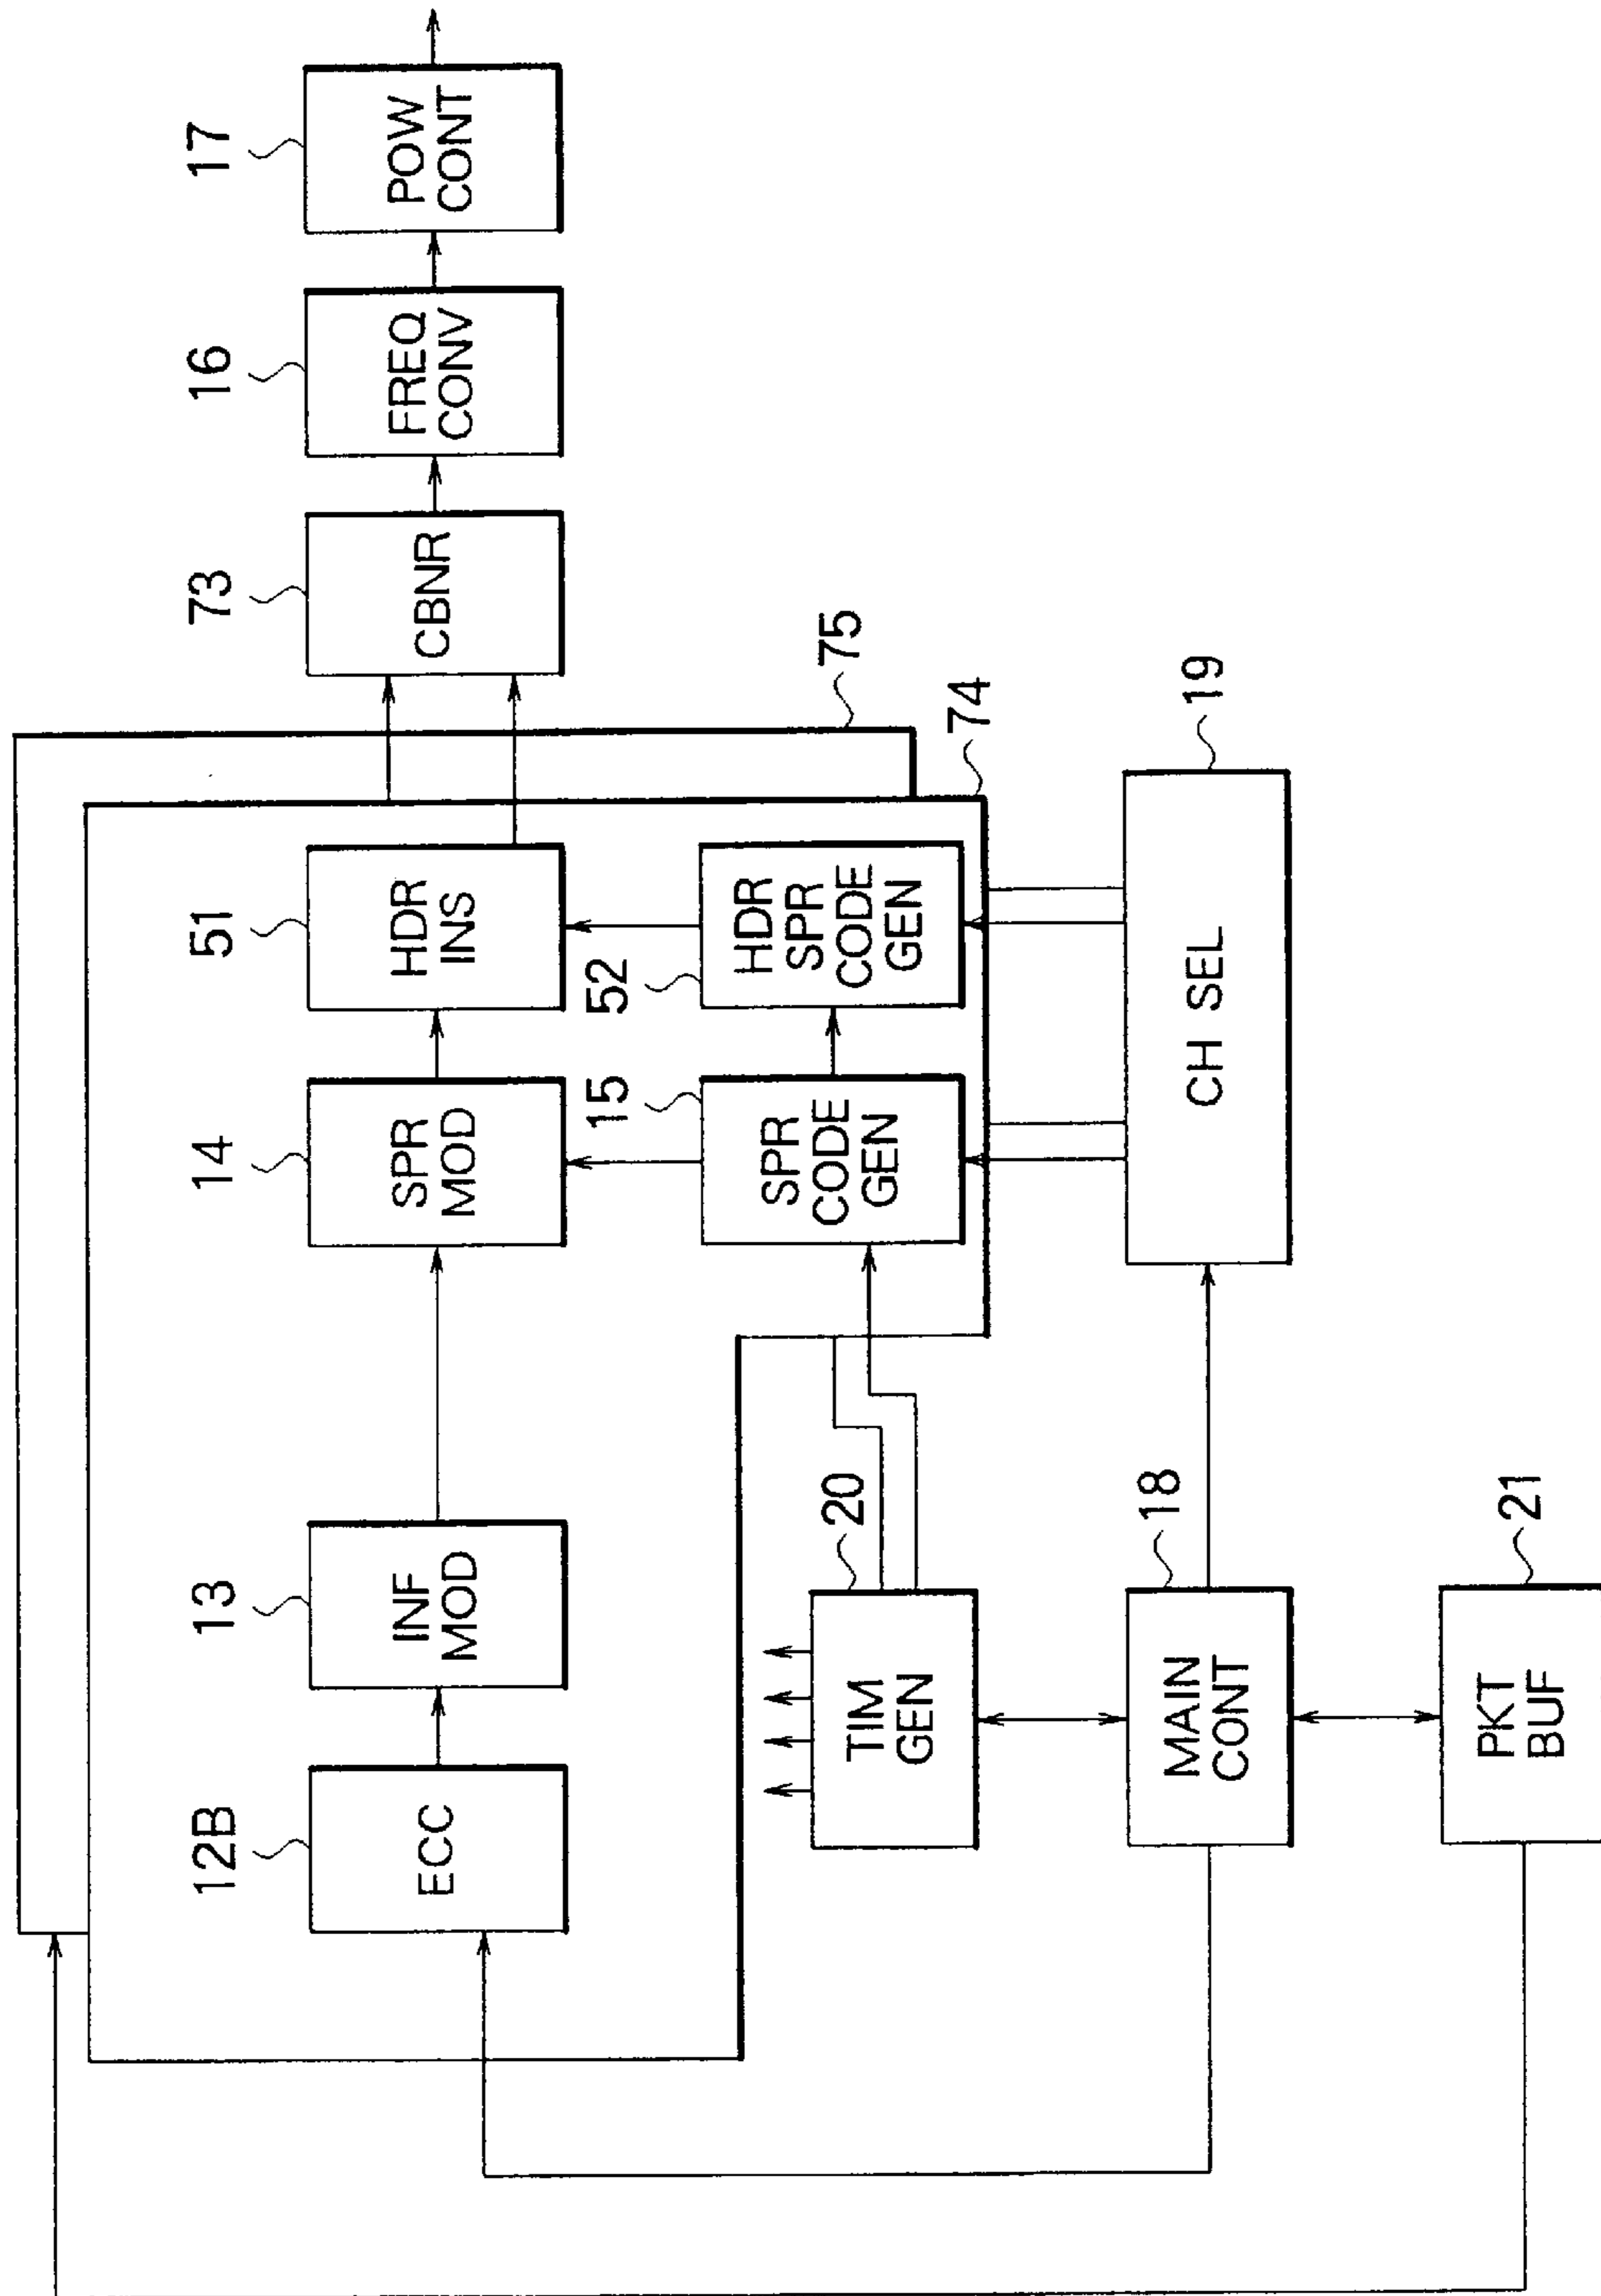 17
POW
CONT
16
FREQ
CONV
73
CBNR
75
74
51
HDR
INS
52
HDR
SPR
CODE
GEN
19
CH SEL
14
SPR
MOD
15
SPR
CODE
GEN
13
INF
MOD
12B
ECC
20
TIM
GEN
18
MAIN
CONT
21
PKT
BUF